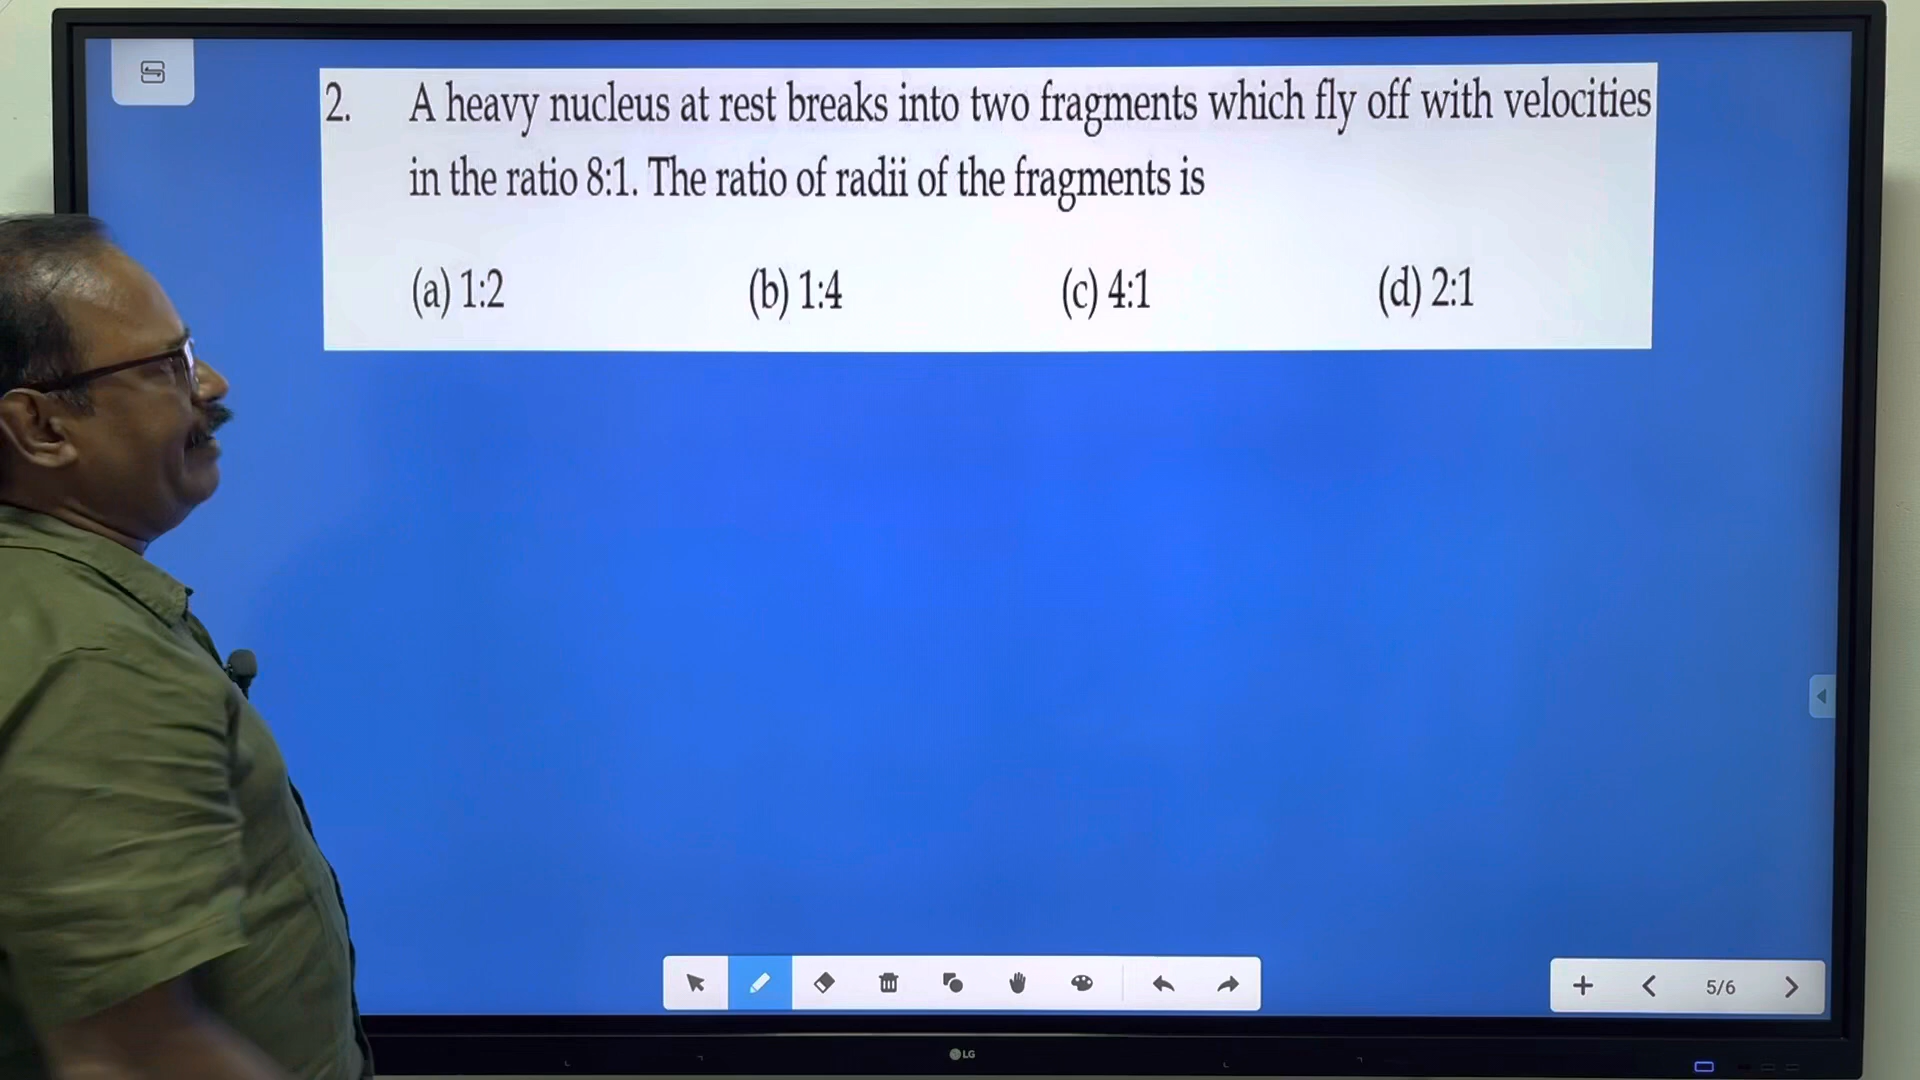 2. A heavy nucleus at rest breaks into two fragments which fly off with velocities
in the ratio 8:1. The ratio of radii of the fragments is
(a) 1:2 (b) 1:4 (c) 4:1 (d) 2:1
5/6
LG